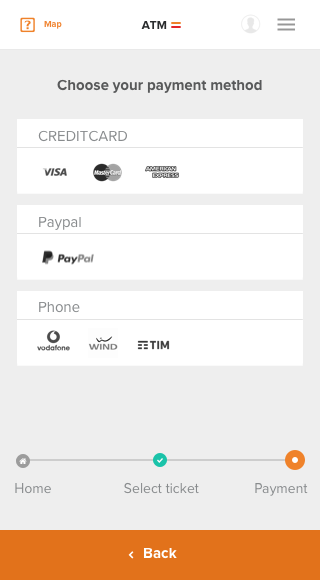 ? Map
ATM
Choose your payment method
CREDITCARD
VISA MasterCard AMERICAN EXPRESS
Paypal
PayPal
Phone
vodafone WIND TIM
Home Select ticket Payment
‹ Back